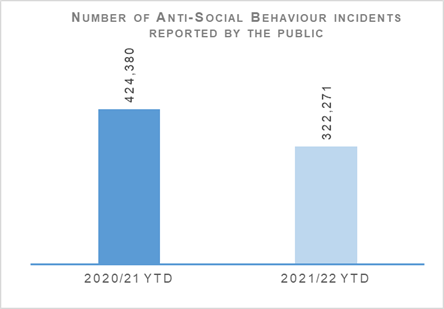 NUMBER OF ANTI-SOCIAL BEHAVIOUR INCIDENTS
REPORTED BY THE PUBLIC
424,380
322,271
2020/21 YTD
2021/22 YTD